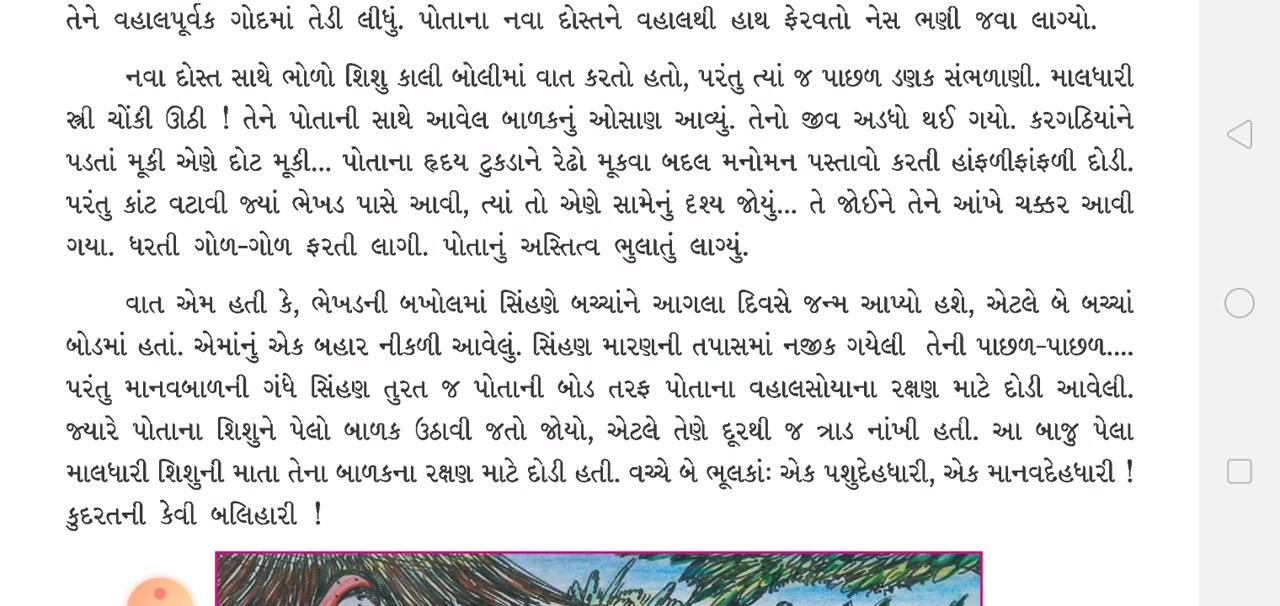 તેને વહાલપૂર્વક ગોદમાં તેડી લીધું. પોતાના નવા દોસ્તને વહાલથી હાથ ફેરવતો નેસ ભણી જવા લાગ્યો.
નવા દોસ્ત સાથે ભોળો શિશુ કાલી બોલીમાં વાત કરતો હતો, પરંતુ ત્યાં જ પાછળ ડણક સંભળાણી. માલધારી
સ્ત્રી ચોંકી ઊઠી ! તેને પોતાની સાથે આવેલ બાળકનું ઓસાણ આવ્યું. તેનો જીવ અડધો થઈ ગયો. કરગઠિયાંને
પડતાં મૂકી એણે દોટ મૂકી... પોતાના હૃદય ટુકડાને રેઢો મૂકવા બદલ મનોમન પસ્તાવો કરતી હાંફળીફાંફળી દોડી.
પરંતુ કાંટ વટાવી જ્યાં ભેખડ પાસે આવી, ત્યાં તો એણે સામેનું દૃશ્ય જોયું... તે જોઈને તેને આંખે ચક્કર આવી
ગયા. ધરતી ગોળ-ગોળ ફરતી લાગી. પોતાનું અસ્તિત્વ ભુલાતું લાગ્યું.
વાત એમ હતી કે, ભેખડની બખોલમાં સિંહણે બચ્ચાંને આગલા દિવસે જન્મ આપ્યો હશે, એટલે બે બચ્ચાં
બોડમાં હતાં. એમાંનું એક બહાર નીકળી આવેલું. સિંહણ મારણની તપાસમાં નજીક ગયેલી તેની પાછળ-પાછળ....
પરંતુ માનવબાળની ગંધે સિંહણ તુરત જ પોતાની બોડ તરફ પોતાના વહાલસોયાના રક્ષણ માટે દોડી આવેલી.
જ્યારે પોતાના શિશુને પેલો બાળક ઉઠાવી જતો જોયો, એટલે તેણે દૂરથી જ ત્રાડ નાંખી હતી. આ બાજુ પેલા
માલધારી શિશુની માતા તેના બાળકના રક્ષણ માટે દોડી હતી. વચ્ચે બે ભૂલકાંઃ એક પશુદેહધારી, એક માનવદેહધારી !
કુદરતની કેવી બલિહારી !